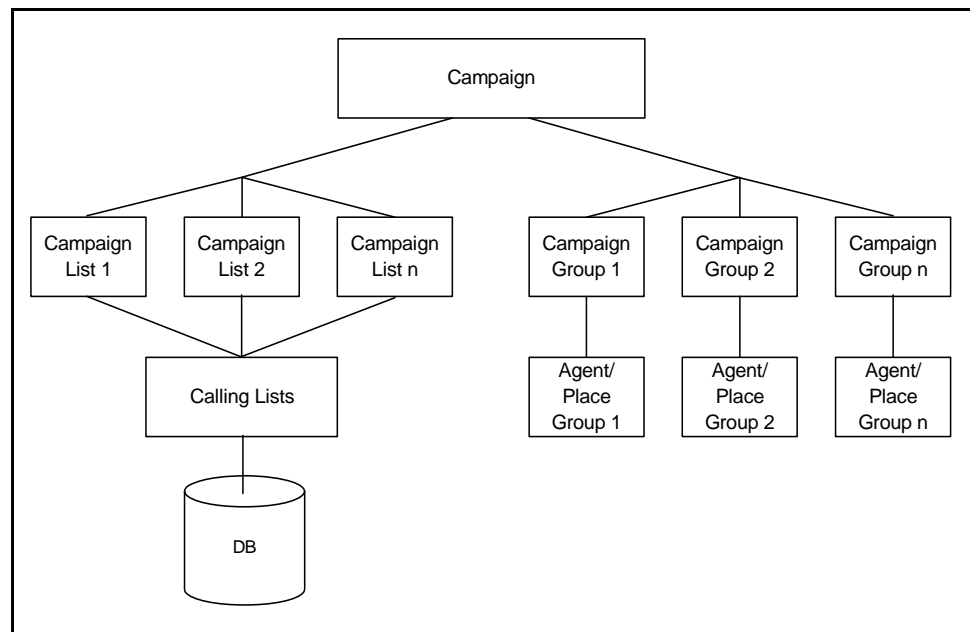 Campaign
Campaign
List 1
Campaign
List 2
Campaign
List n
Campaign
Group 1
Campaign
Group 2
Campaign
Group n
Calling Lists
Agent/
Place
Group 1
Agent/
Place
Group 2
Agent/
Place
Group n
DB